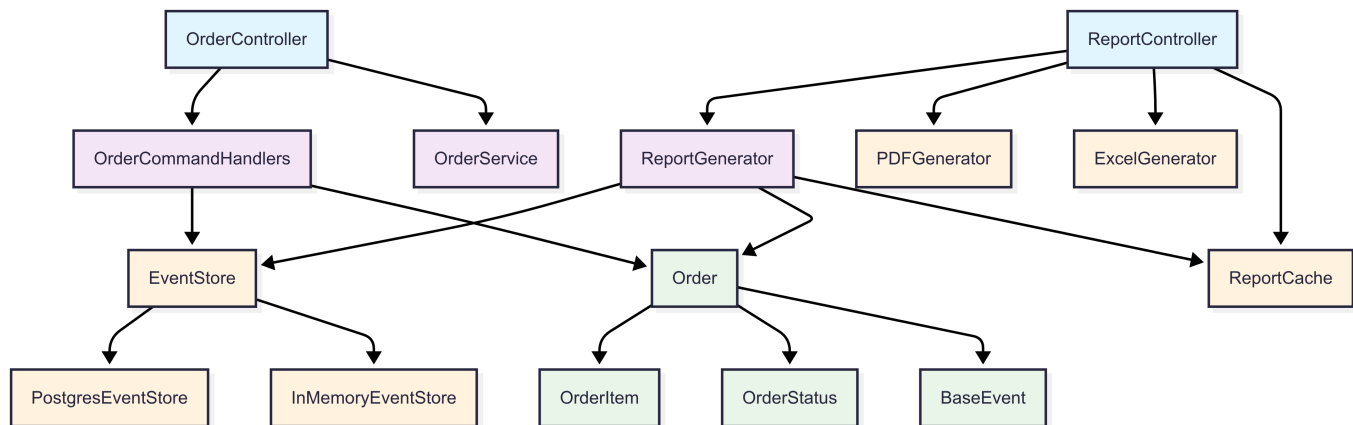 OrderController
ReportController
OrderCommandHandlers
OrderService
ReportGenerator
PDFGenerator
ExcelGenerator
EventStore
Order
ReportCache
PostgresEventStore
InMemoryEventStore
OrderItem
OrderStatus
BaseEvent